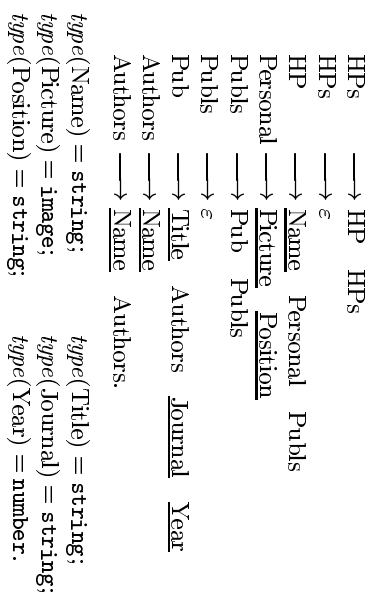 HPs ⟶ HP HPs
HPs ⟶ ε
HP ⟶ Name Personal Publs
Personal ⟶ Picture Position
Publs ⟶ Pub Publs
Publs ⟶ ε
Pub ⟶ Title Authors Journal Year
Authors ⟶ Name
Authors ⟶ Name Authors.
type(Name) = string; type(Title) = string;
type(Picture) = image; type(Journal) = string;
type(Position) = string; type(Year) = number.